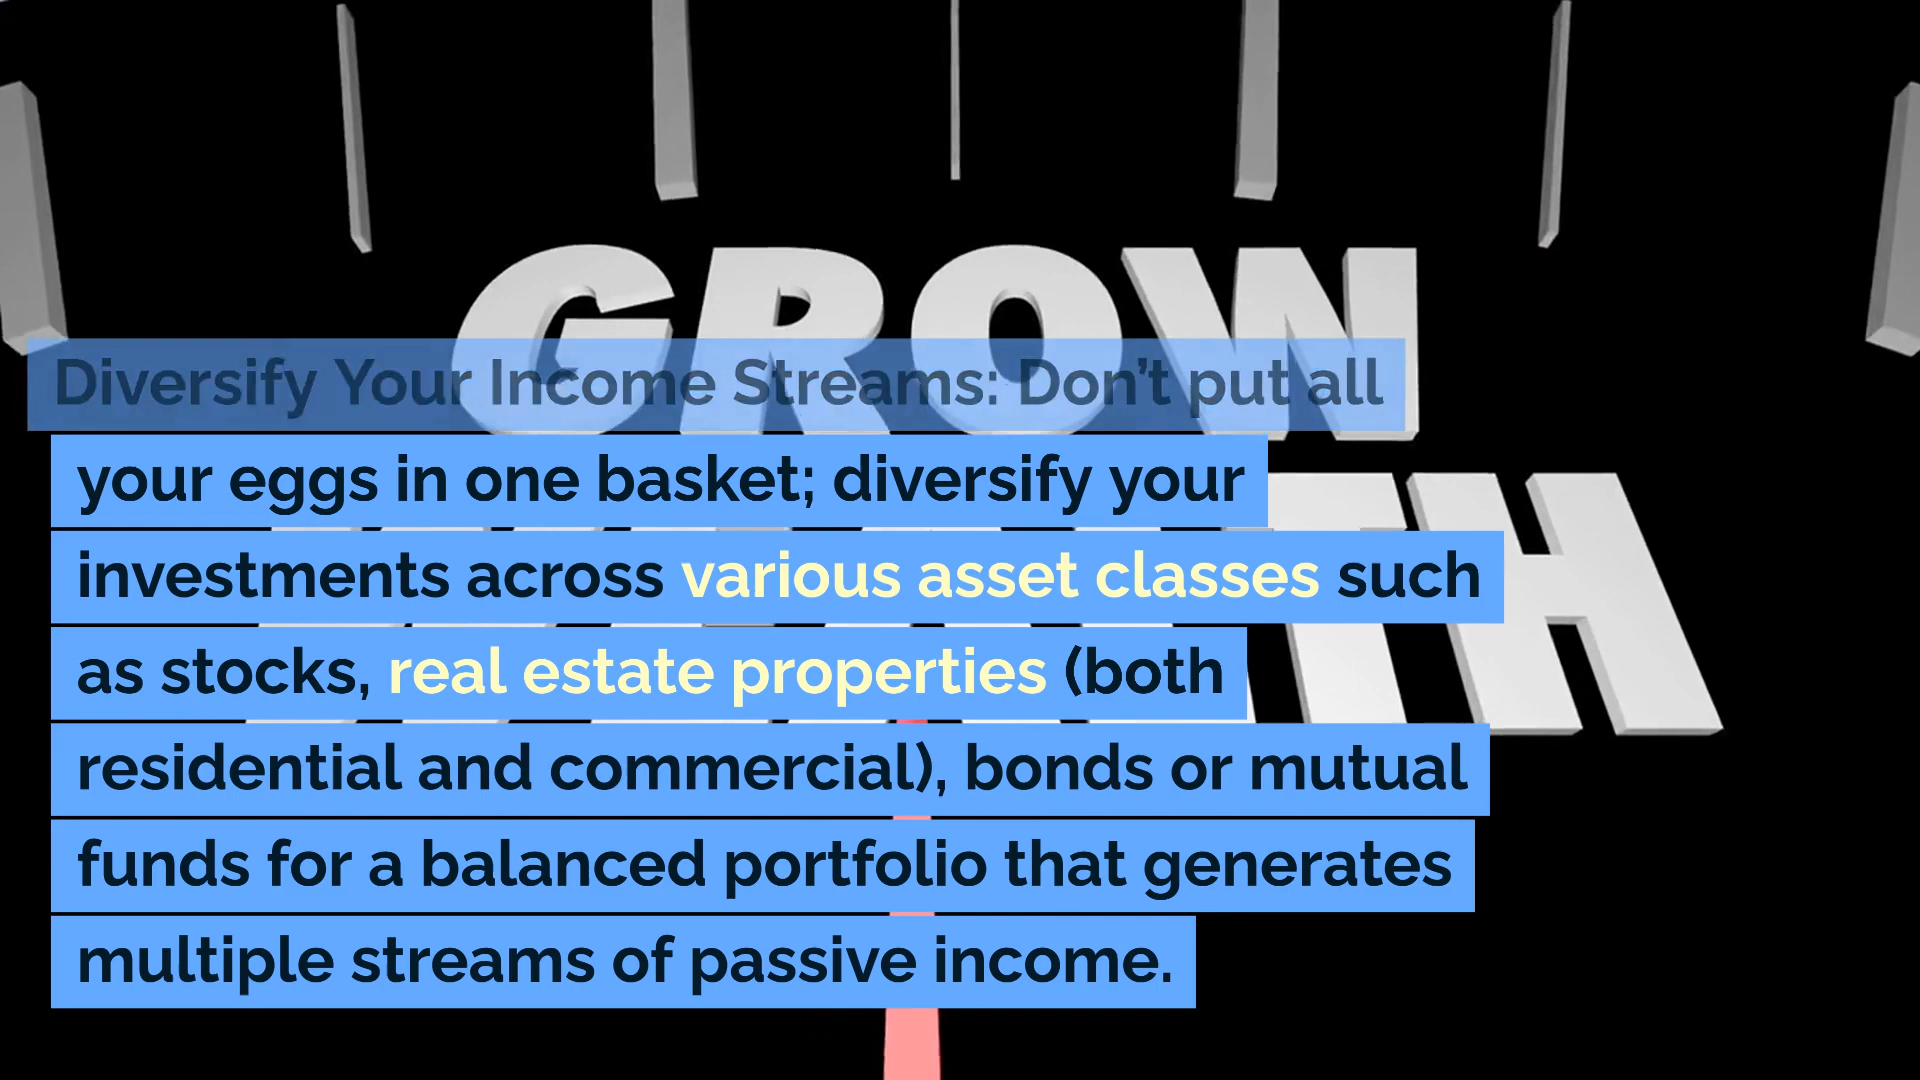 GROW
Diversify Your Income Streams: Don’t put all
your eggs in one basket; diversify your
investments across various asset classes such
as stocks, real estate properties (both
residential and commercial), bonds or mutual
funds for a balanced portfolio that generates
multiple streams of passive income.